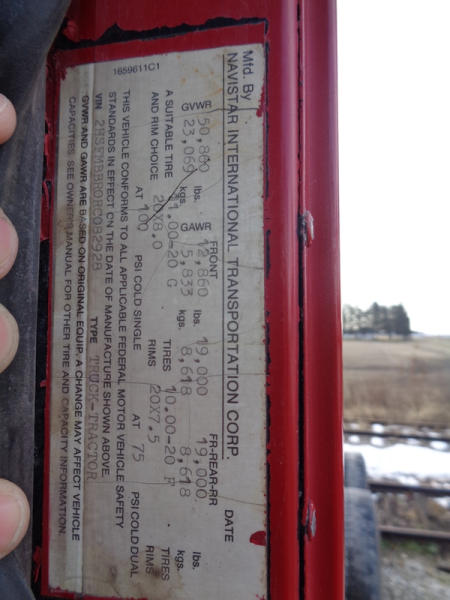 Mfd. By
NAVISTAR INTERNATIONAL TRANSPORTATION CORP.
DATE
FRONT FR-REAR-RR
GVWR 50,860 lbs. GAWR 12,860 lbs. 19,000 19,000 lbs.
G 23,069 kgs. 5,833 kgs. 8,618 8,618 kgs.
A SUITABLE TIRE 11.00-20 G TIRES 10.00-20 F TIRES
AND RIM CHOICE 20X8.0 RIMS 20X7.5 RIMS
AT 100 PSI COLD SINGLE AT 75 PSI COLD DUAL
THIS VEHICLE CONFORMS TO ALL APPLICABLE FEDERAL MOTOR VEHICLE SAFETY
STANDARDS IN EFFECT ON THE DATE OF MANUFACTURE SHOWN ABOVE.
VIN TYPE TRUCK-TRACTOR
GVWR AND GAWR ARE BASED ON ORIGINAL EQUIP. A CHANGE MAY AFFECT VEHICLE
CAPACITIES. SEE OWNERS MANUAL FOR OTHER TIRE AND CAPACITY INFORMATION.
1659611C1